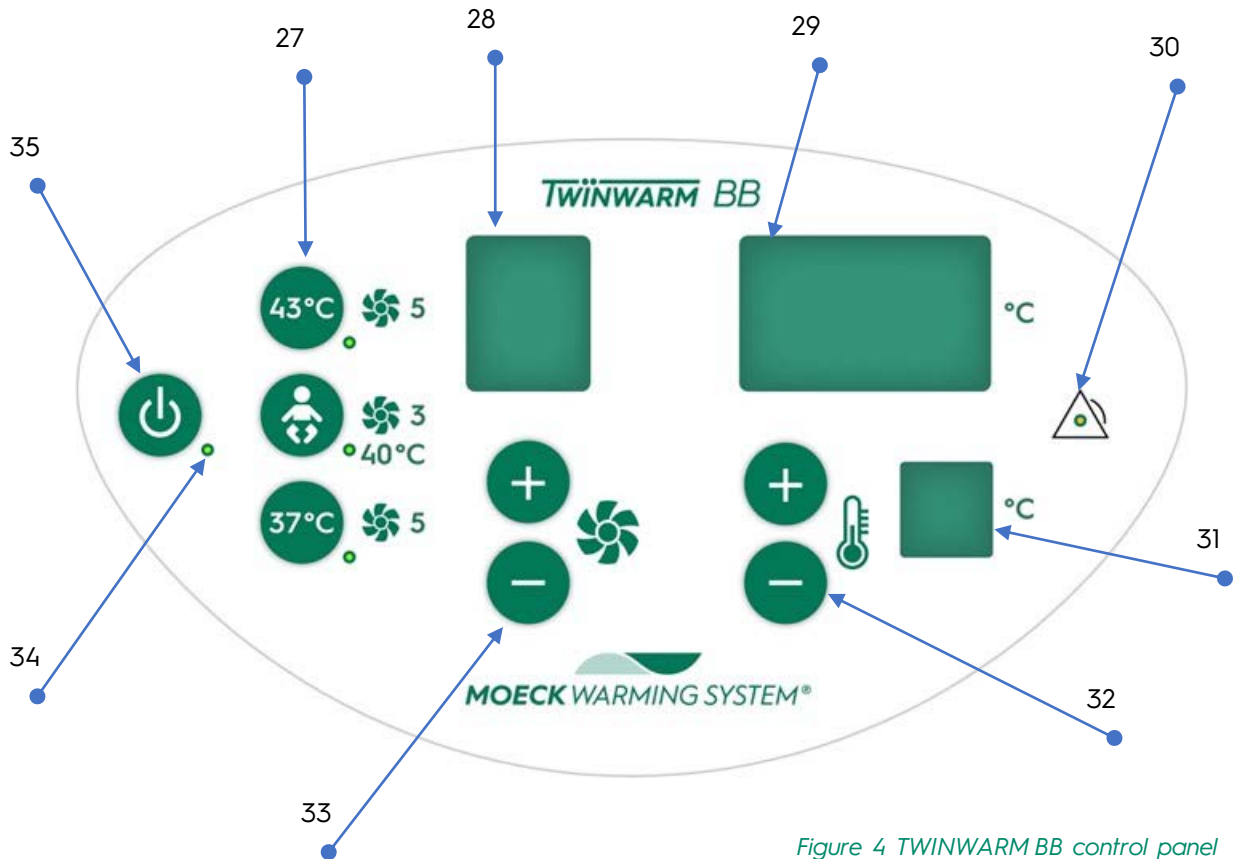 27
28
29
30
35
TWÏNWARM BB
43°C 5
°C
3
40°C
37°C 5
°C
31
34
MOECK WARMING SYSTEM®
32
33
Figure 4 TWINWARM BB control panel